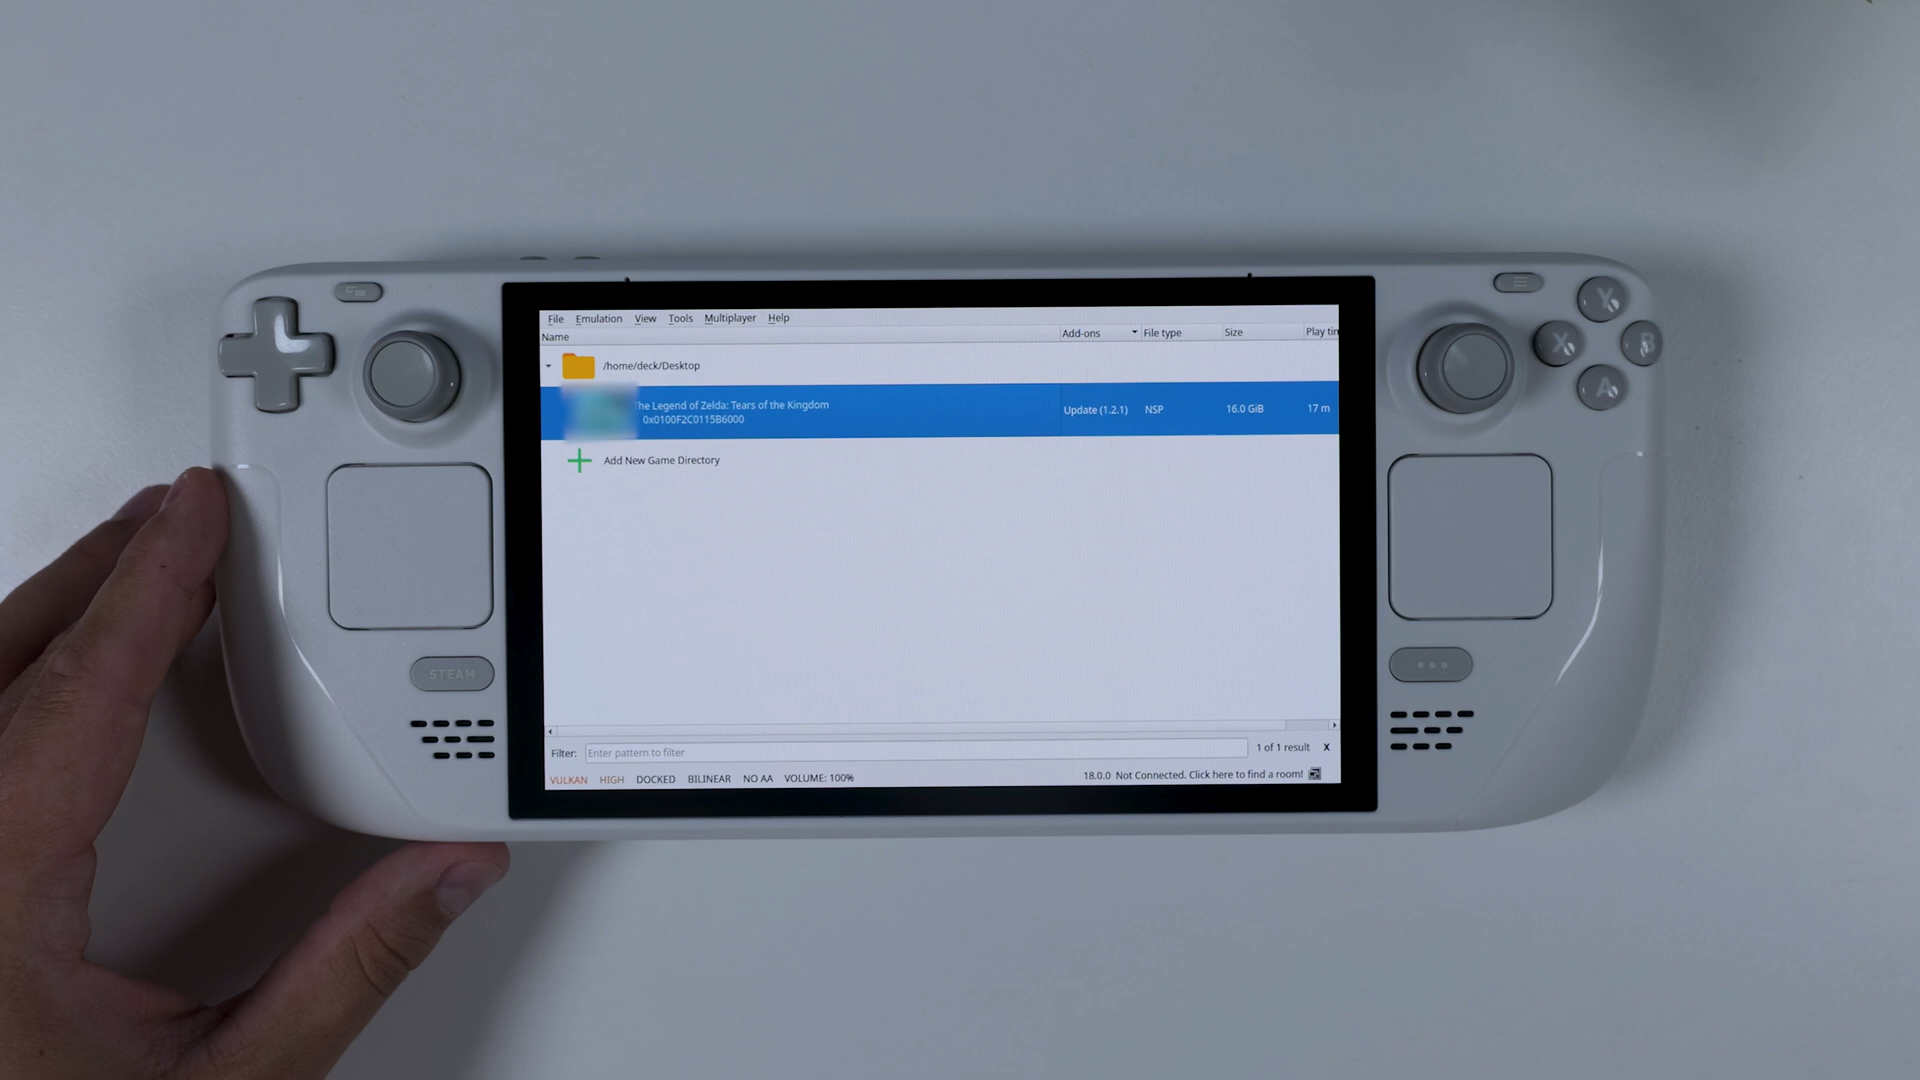 File Emulation View Tools Multiplayer Help
Name Add-ons File type Size Play tim
/home/deck/Desktop
The Legend of Zelda: Tears of the Kingdom Update (1.2.1) NSP 16.0 GiB 17 m
0x0100F2C0115B6000
Add New Game Directory
Filter: Enter pattern to filter 1 of 1 result X
VULKAN HIGH DOCKED BILINEAR NO AA VOLUME: 100% 18.0.0 Not Connected. Click here to find a room!
STEAM
Y
X
B
A